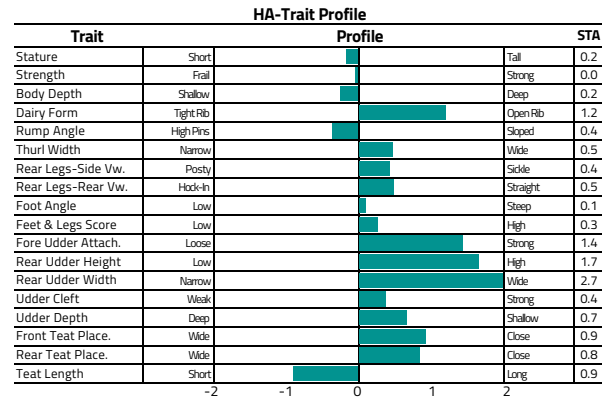 HA-Trait Profile
Trait Profile STA
Stature Short Tall 0.2
Strength Frail Strong 0.0
Body Depth Shallow Deep 0.2
Dairy Form Tight Rib Open Rib 1.2
Rump Angle High Pins Sloped 0.4
Thurl Width Narrow Wide 0.5
Rear Legs-Side Vw. Posty Sickle 0.4
Rear Legs-Rear Vw. Hock-In Straight 0.5
Foot Angle Low Steep 0.1
Feet & Legs Score Low High 0.3
Fore Udder Attach. Loose Strong 1.4
Rear Udder Height Low High 1.7
Rear Udder Width Narrow Wide 2.7
Udder Cleft Weak Strong 0.4
Udder Depth Deep Shallow 0.7
Front Teat Place. Wide Close 0.9
Rear Teat Place. Wide Close 0.8
Teat Length Short Long 0.9
-2 -1 0 1 2